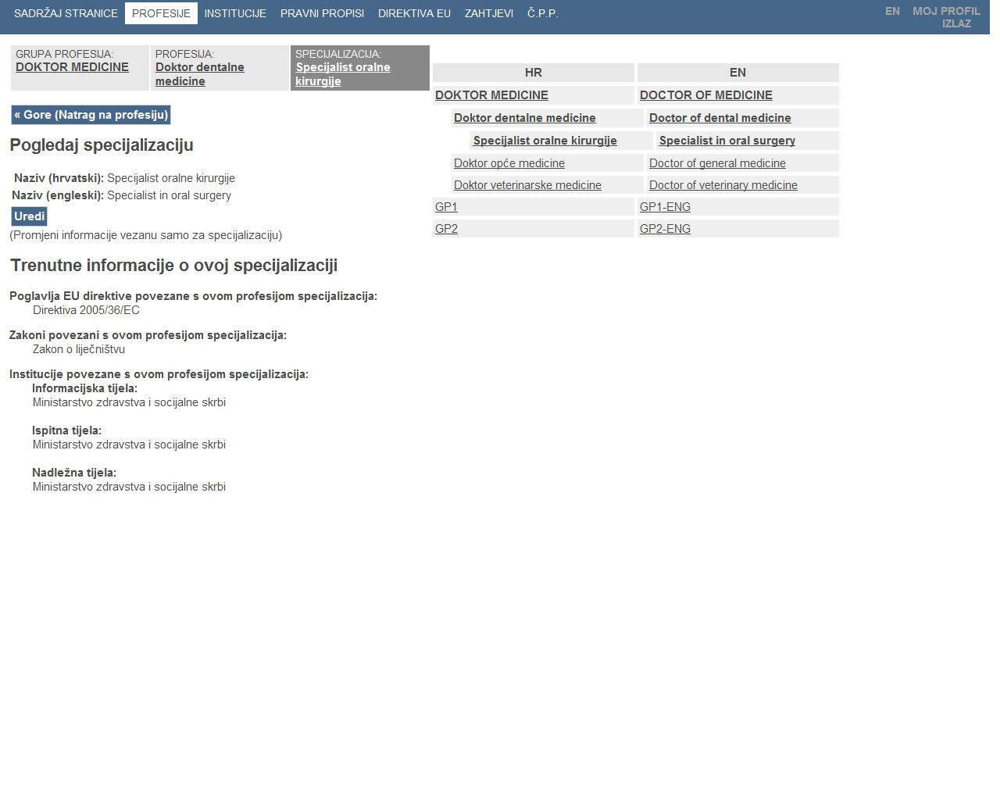 SADRŽAJ STRANICE PROFESIJE INSTITUCIJE PRAVNI PROPISI DIREKTIVA EU ZAHTJEVI Č.P.P. EN MOJ PROFIL
IZLAZ
GRUPA PROFESIJA:
DOKTOR MEDICINE
PROFESIJA:
Doktor dentalne
medicine
SPECIJALIZACIJA:
Specijalist oralne
kirurgije
« Gore (Natrag na profesiju)
Pogledaj specijalizaciju
Naziv (hrvatski): Specijalist oralne kirurgije
Naziv (engleski): Specialist in oral surgery
Uredi
(Promjeni informacije vezanu samo za specijalizaciju)
Trenutne informacije o ovoj specijalizaciji
Poglavlja EU direktive povezane s ovom profesijom specijalizacija:
Direktiva 2005/36/EC
Zakoni povezani s ovom profesijom specijalizacija:
Zakon o liječništvu
Institucije povezane s ovom profesijom specijalizacija:
Informacijska tijela:
Ministarstvo zdravstva i socijalne skrbi
Ispitna tijela:
Ministarstvo zdravstva i socijalne skrbi
Nadležna tijela:
Ministarstvo zdravstva i socijalne skrbi
HR EN
DOKTOR MEDICINE DOCTOR OF MEDICINE
Doktor dentalne medicine Doctor of dental medicine
Specijalist oralne kirurgije Specialist in oral surgery
Doktor opće medicine Doctor of general medicine
Doktor veterinarske medicine Doctor of veterinary medicine
GP1 GP1-ENG
GP2 GP2-ENG